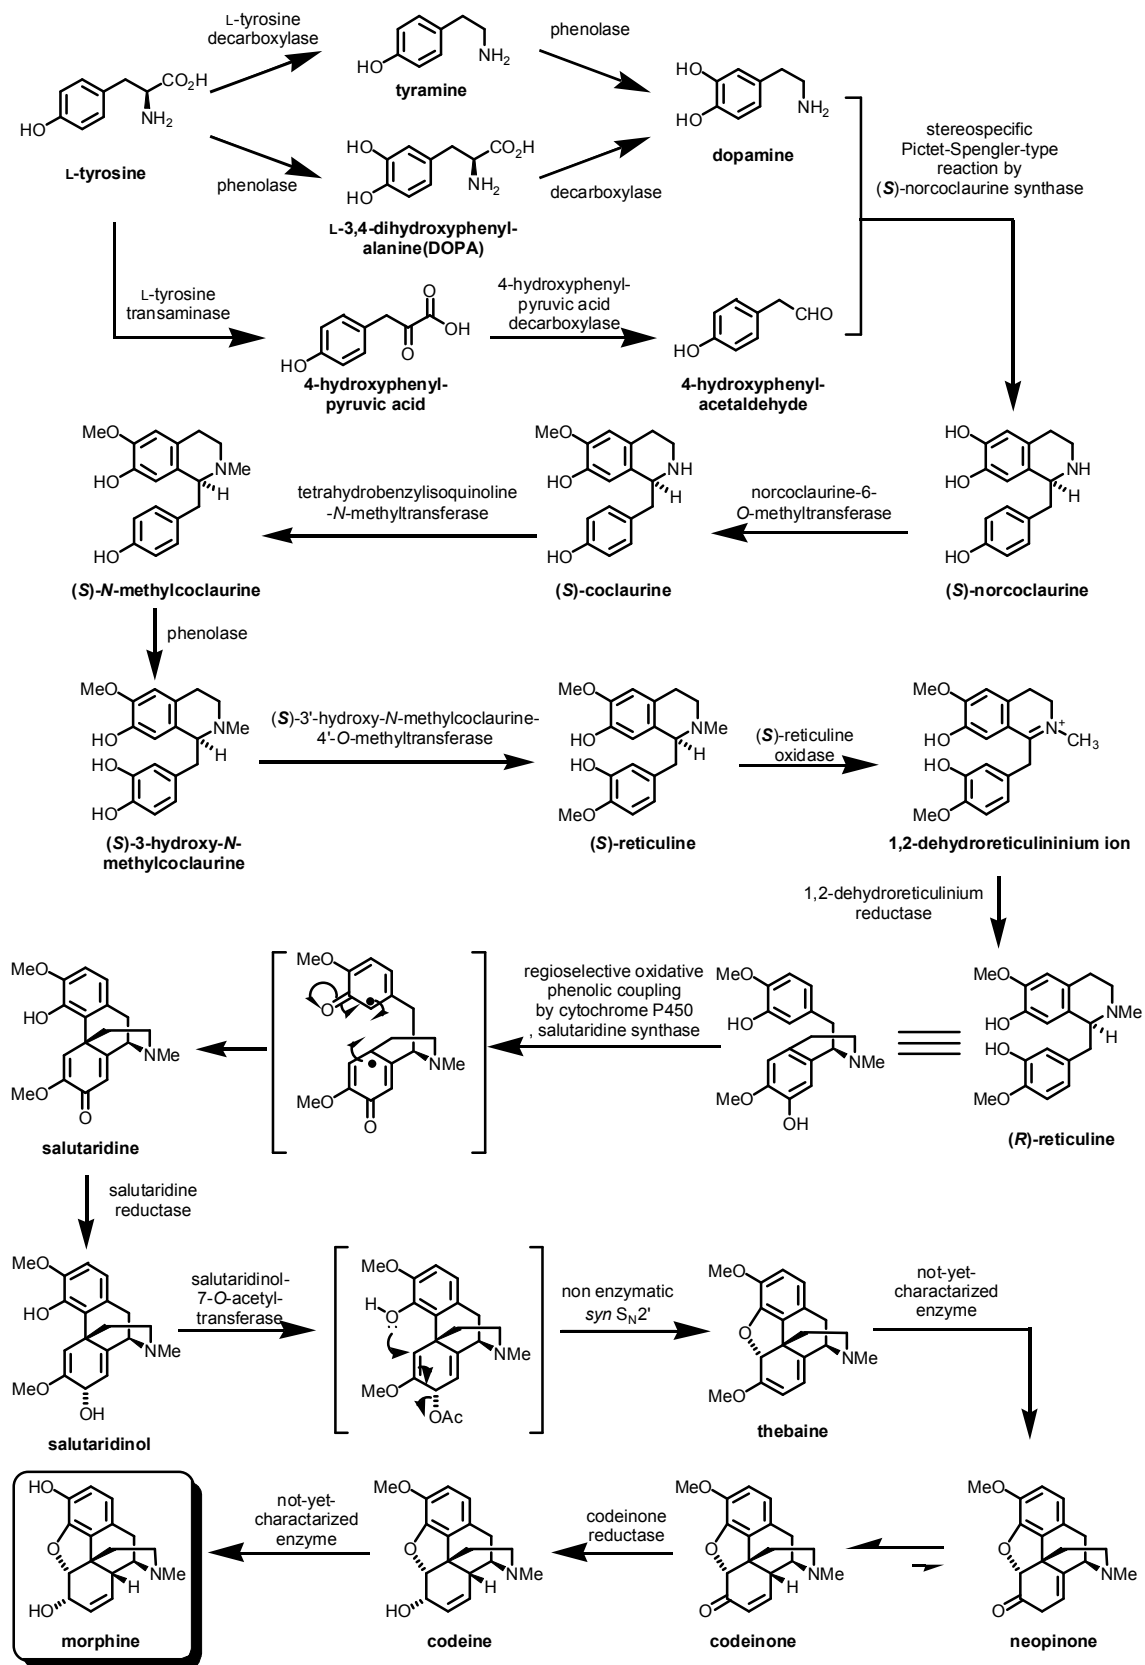 L-tyrosine
decarboxylase
phenolase
HO
NH2
tyramine
HO
CO2H
NH2
L-tyrosine
HO
HO
NH2
dopamine
phenolase
HO
HO
CO2H
NH2
L-3,4-dihydroxyphenyl-
alanine(DOPA)
decarboxylase
stereospecific
Pictet-Spengler-type
reaction by
(S)-norcoclaurine synthase
L-tyrosine
transaminase
HO
O
OH
O
4-hydroxyphenyl-
pyruvic acid
4-hydroxyphenyl-
pyruvic acid
decarboxylase
HO
CHO
4-hydroxyphenyl-
acetaldehyde
MeO
HO
NMe
H
HO
(S)-N-methylcoclaurine
tetrahydrobenzylisoquinoline
-N-methyltransferase
MeO
HO
NH
H
HO
(S)-coclaurine
norcoclaurine-6-
O-methyltransferase
HO
HO
NH
H
HO
(S)-norcoclaurine
phenolase
MeO
HO
NMe
H
HO
HO
(S)-3-hydroxy-N-
methylcoclaurine
(S)-3'-hydroxy-N-methylcoclaurine-
4'-O-methyltransferase
MeO
HO
NMe
H
HO
MeO
(S)-reticuline
(S)-reticuline
oxidase
MeO
HO
N+
CH3
HO
MeO
1,2-dehydroreticulininium ion
1,2-dehydroreticulinium
reductase
MeO
HO
NMe
O
salutaridine
MeO
O
NMe
MeO
O
regioselective oxidative
phenolic coupling
by cytochrome P450
, salutaridine synthase
MeO
HO
NMe
MeO
OH
MeO
HO
N
Me
H
HO
MeO
(R)-reticuline
salutaridine
reductase
MeO
HO
NMe
MeO
OH
salutaridinol
salutaridinol-
7-O-acetyl-
transferase
MeO
H
O
NMe
MeO
OAc
non enzymatic
syn SN2'
MeO
O
NMe
MeO
thebaine
not-yet-
charactarized
enzyme
HO
O
NMe
H
HO
morphine
not-yet-
charactarized
enzyme
MeO
O
NMe
H
HO
codeine
codeinone
reductase
MeO
O
NMe
H
O
codeinone
MeO
O
NMe
O
neopinone